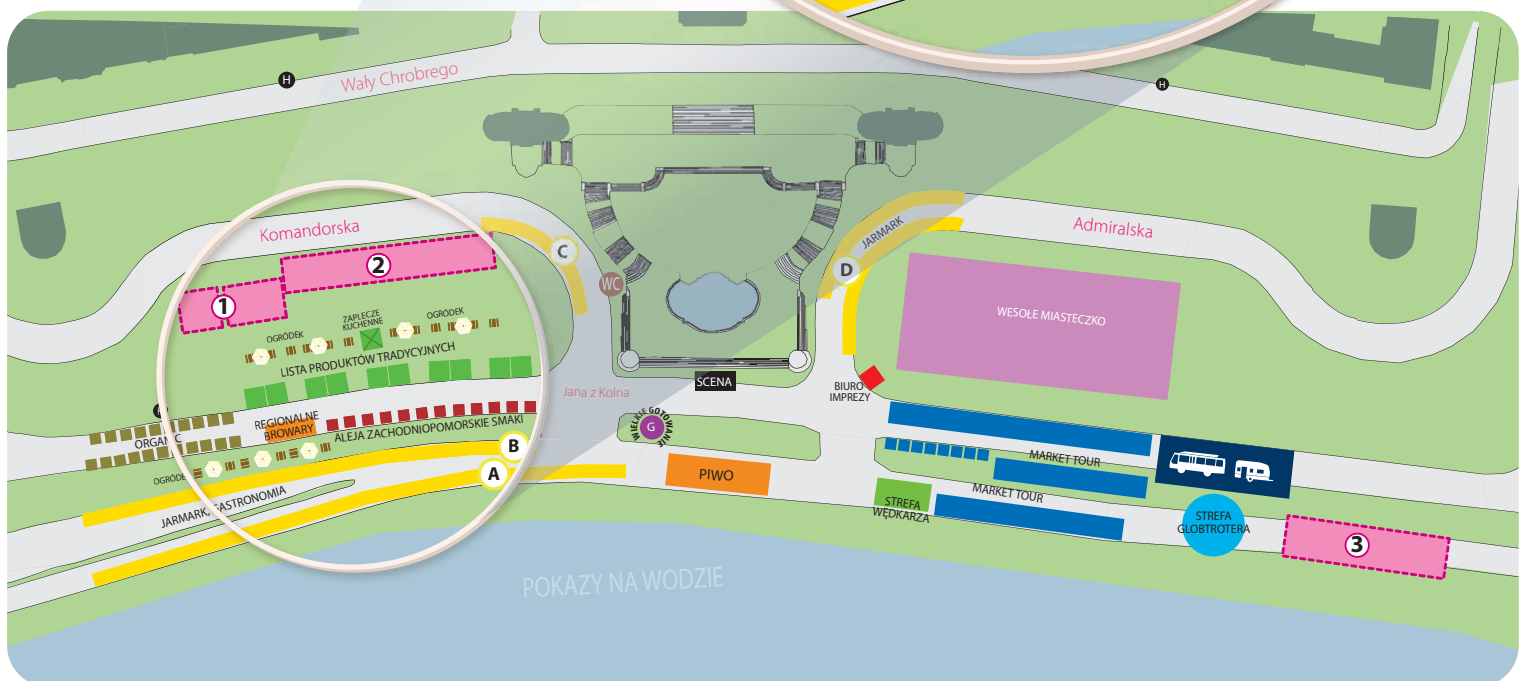 H
Wały Chrobrego
H
Komandorska
Admiralska
C
JARMARK
D
2
1
WC
WESOŁE MIASTECZKO
OGRÓDEK
ZAPLECZE
KUCHENNE
OGRÓDEK
LISTA PRODUKTÓW TRADYCYJNYCH
SCENA
Jana z Kolna
BIURO
IMPREZY
WIELKIE GOTOWANIE
G
REGIONALNE
BROWARY
ALEJA ZACHODNIOPOMORSKIE SMAKI
ORGANIC
B
A
OGRÓDE
JARMARK, GASTRONOMIA
PIWO
MARKET TOUR
MARKET TOUR
STREFA
WĘDKARZA
STREFA
GLOBTROTERA
3
POKAZY NA WODZIE